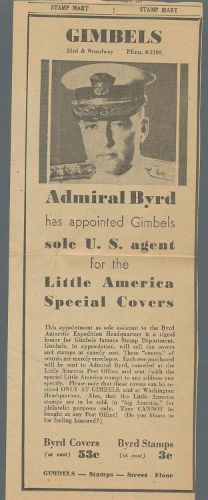 STAMP MART STAMP MART
GIMBELS
33rd & Broadway PEnn. 6-5100
Admiral Byrd
has appointed Gimbels
sole U. S. agent
for the
Little America
Special Covers
This appointment as sole assistant to the Byrd
Antarctic Expedition Headquarters is a signal
honor for Gimbels famous Stamp Department.
Gimbels, in appreciation, will sell the covers
and stamps at exactly cost. These "covers," of
course, are merely envelopes. Each one purchased
will be sent to Admiral Byrd, canceled at the
Little America Post Office, and sent with the
special Little America stamp to any address you
specify. Please note that these covers can be se-
cured ONLY AT GIMBELS, and at Washington
Headquarters. Also, that the Little America
stamps are to be sold, in "Big America," for
philatelic purposes only. They CANNOT be
bought at any Post Office! (Do you blame us
for feeling honored?)
Byrd Covers Byrd Stamps
(at cost) 53c (at cost) 3c
GIMBELS — Stamps — Street Floor